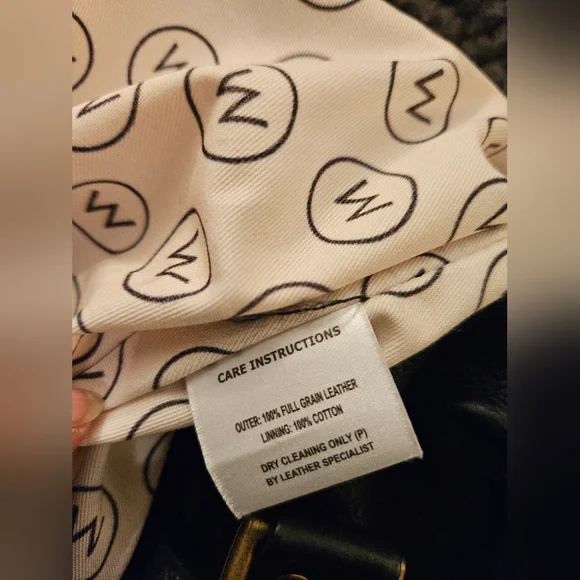 W
W
W
W
W
W
W
CARE INSTRUCTIONS
OUTER: 100% FULL GRAIN LEATHER
LINNING: 100% COTTON
DRY CLEANING ONLY (P)
BY LEATHER SPECIALIST
W